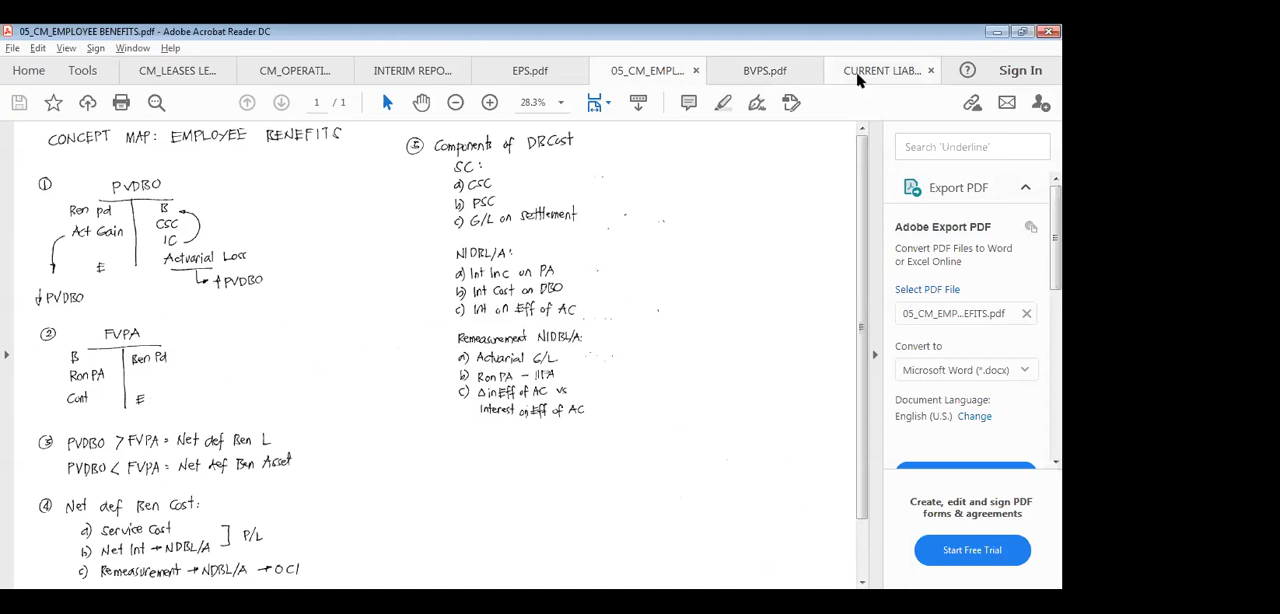 05_CM_EMPLOYEE BENEFITS.pdf - Adobe Acrobat Reader DC
File Edit View Sign Window Help
Home Tools CM_LEASES LE... CM_OPERATI... INTERIM REPO... EPS.pdf 05_CM_EMPL... × BVPS.pdf CURRENT LIAB... × Sign In
1 / 1 28.3%
CONCEPT MAP: EMPLOYEE BENEFITS
① PVDBO
Ben pd B
Act Gain CSC
IC
E Actuarial Loss
↑PVDBO
↓PVDBO
② FVPA
B Ben Pd
RonPA
Cont E
③ PVDBO > FVPA = Net def Ben L
PVDBO < FVPA = Net def Ben Asset
④ Net def Ben Cost:
a) Service Cost
b) Net Int → NDBL/A ] P/L
c) Remeasurement → NDBL/A → OCI
⑤ Components of DBCost
SC:
a) CSC
b) PSC
c) G/L on settlement
NIDBL/A:
a) Int Inc on PA
b) Int Cost on DBO
c) Int on Eff of AC
Remeasurement NIDBL/A:
a) Actuarial G/L
b) RonPA - IIPA
c) Δ in Eff of AC vs
Interest on Eff of AC
Search 'Underline'
Export PDF
Adobe Export PDF
Convert PDF Files to Word
or Excel Online
Select PDF File
05_CM_EMP...EFITS.pdf ×
Convert to
Microsoft Word (*.docx)
Document Language:
English (U.S.) Change
Create, edit and sign PDF
forms & agreements
Start Free Trial